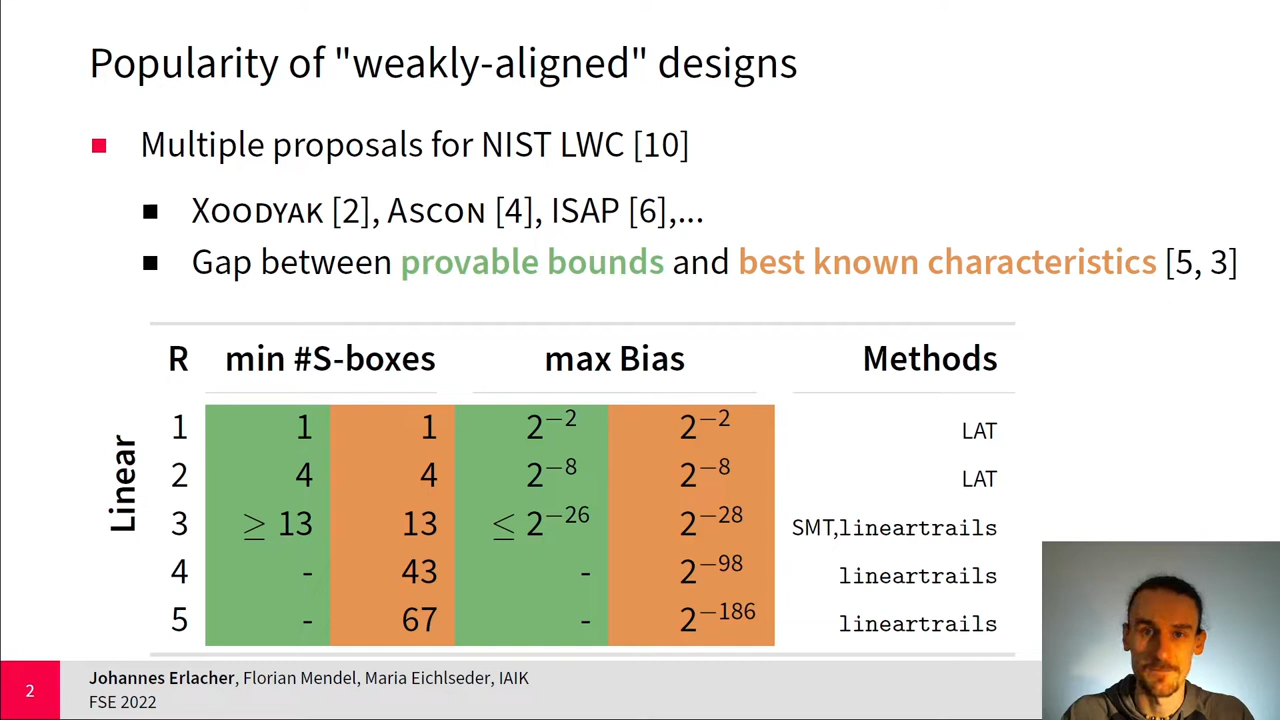 Popularity of "weakly-aligned" designs
Multiple proposals for NIST LWC [10]
XOODYAK [2], ASCON [4], ISAP [6],...
Gap between provable bounds and best known characteristics [5, 3]
R min #S-boxes max Bias Methods
Linear
1 1 1 2⁻² 2⁻² LAT
2 4 4 2⁻⁸ 2⁻⁸ LAT
3 ≥ 13 13 ≤ 2⁻²⁶ 2⁻²⁸ SMT,lineartrails
4 - 43 - 2⁻⁹⁸ lineartrails
5 - 67 - 2⁻¹⁸⁶ lineartrails
2
Johannes Erlacher, Florian Mendel, Maria Eichlseder, IAIK
FSE 2022